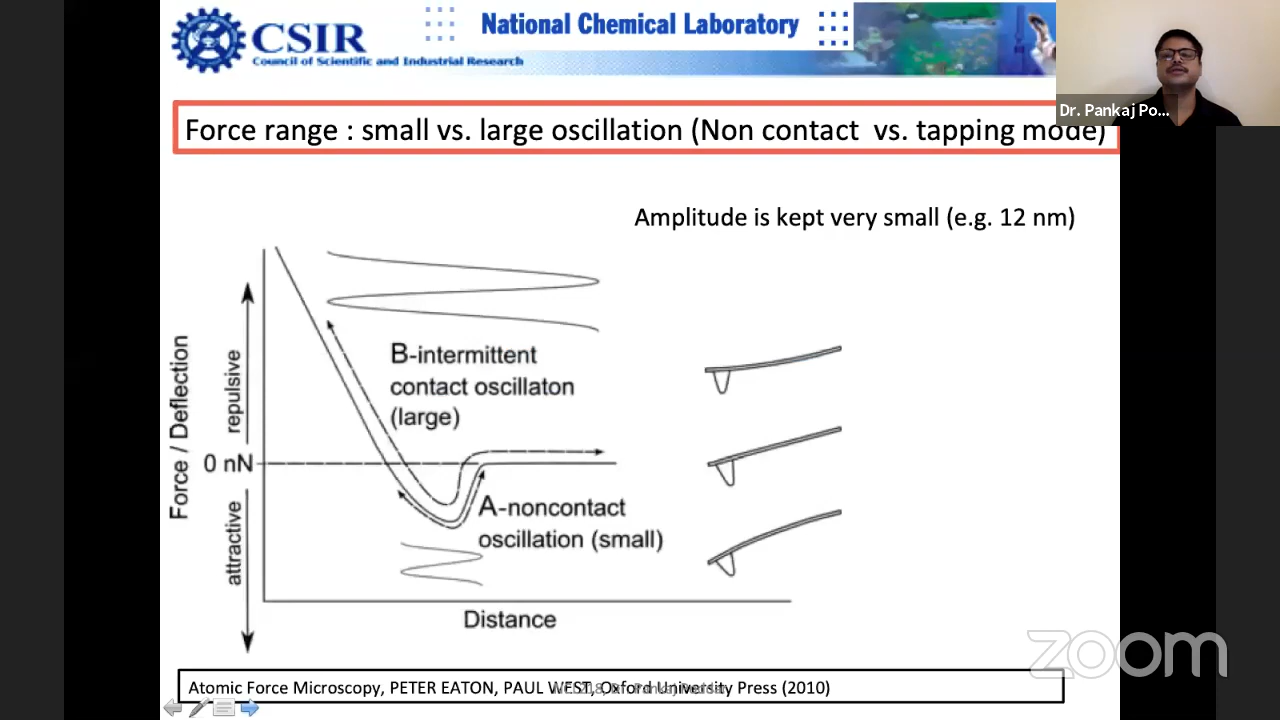 CSIR
Council of Scientific and Industrial Research
National Chemical Laboratory
Dr. Pankaj Po...
Force range : small vs. large oscillation (Non contact vs. tapping mode)
Amplitude is kept very small (e.g. 12 nm)
Force / Deflection
repulsive
0 nN
attractive
B-intermittent
contact oscillaton
(large)
A-noncontact
oscillation (small)
Distance
zoom
Atomic Force Microscopy, PETER EATON, PAUL WEST, Oxford University Press (2010)